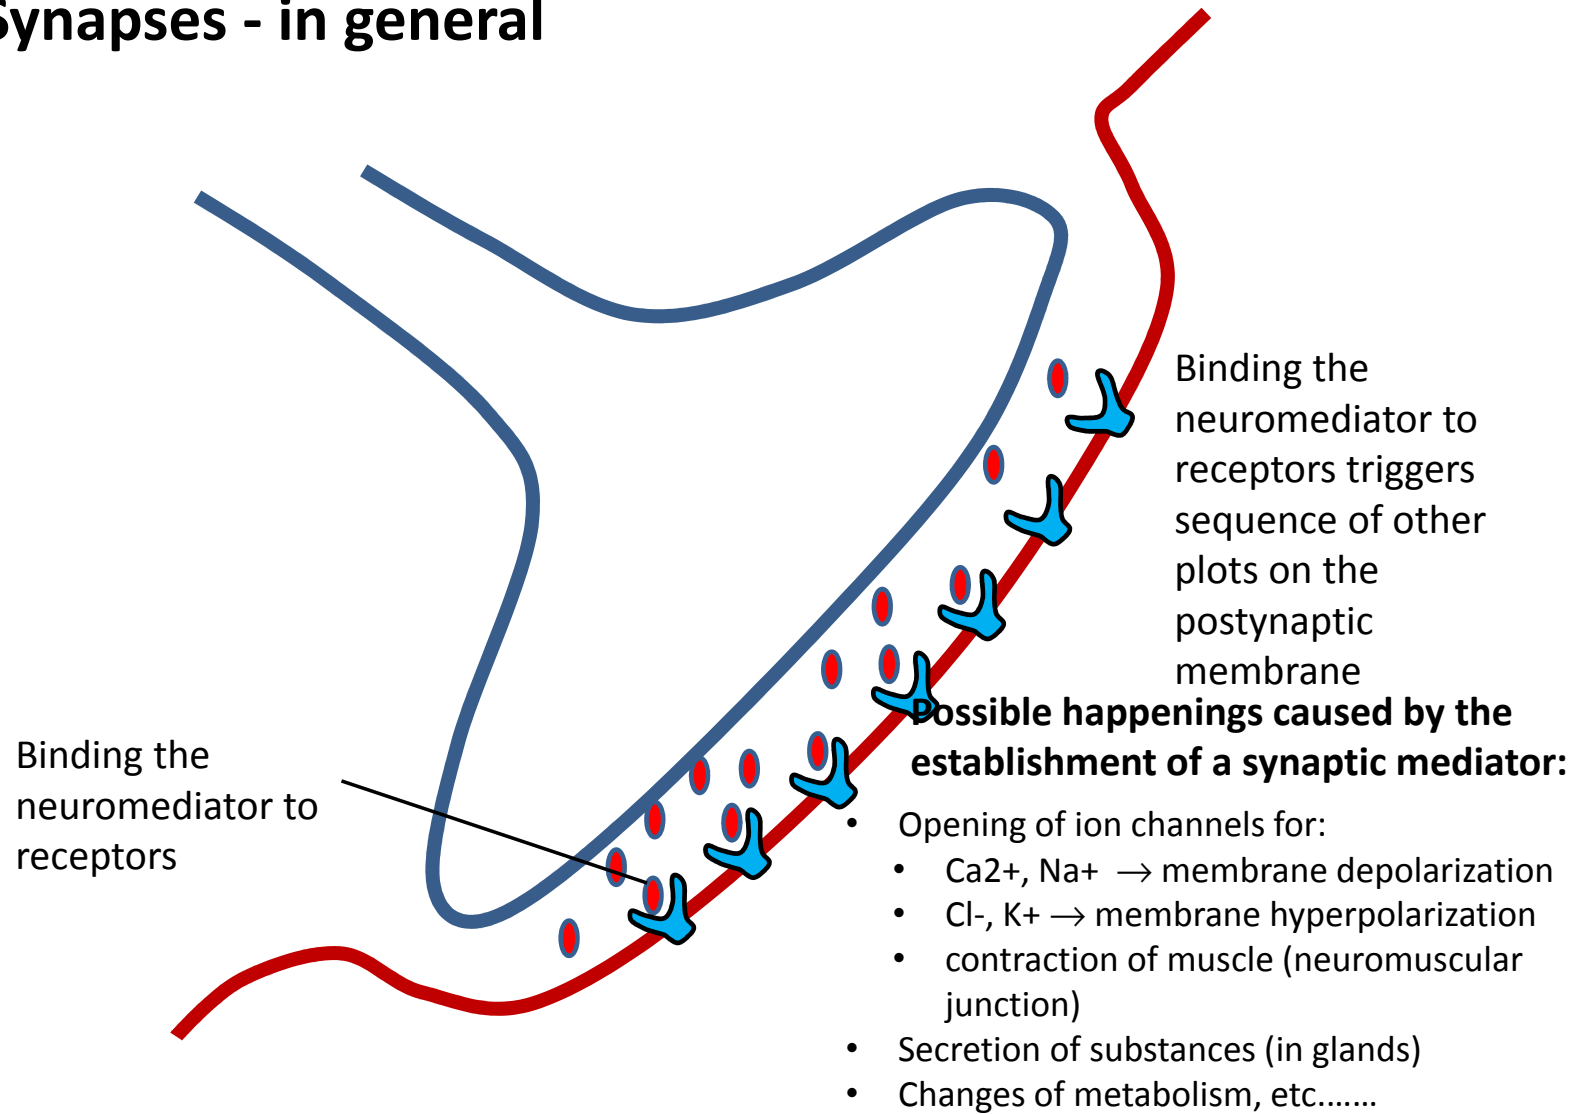 Synapses - in general
Binding the
neuromediator to
receptors triggers
sequence of other
plots on the
postynaptic
membrane
Binding the
neuromediator to
receptors
Possible happenings caused by the
establishment of a synaptic mediator:
• Opening of ion channels for:
• Ca2+, Na+ → membrane depolarization
• Cl-, K+ → membrane hyperpolarization
• contraction of muscle (neuromuscular
junction)
• Secretion of substances (in glands)
• Changes of metabolism, etc.……